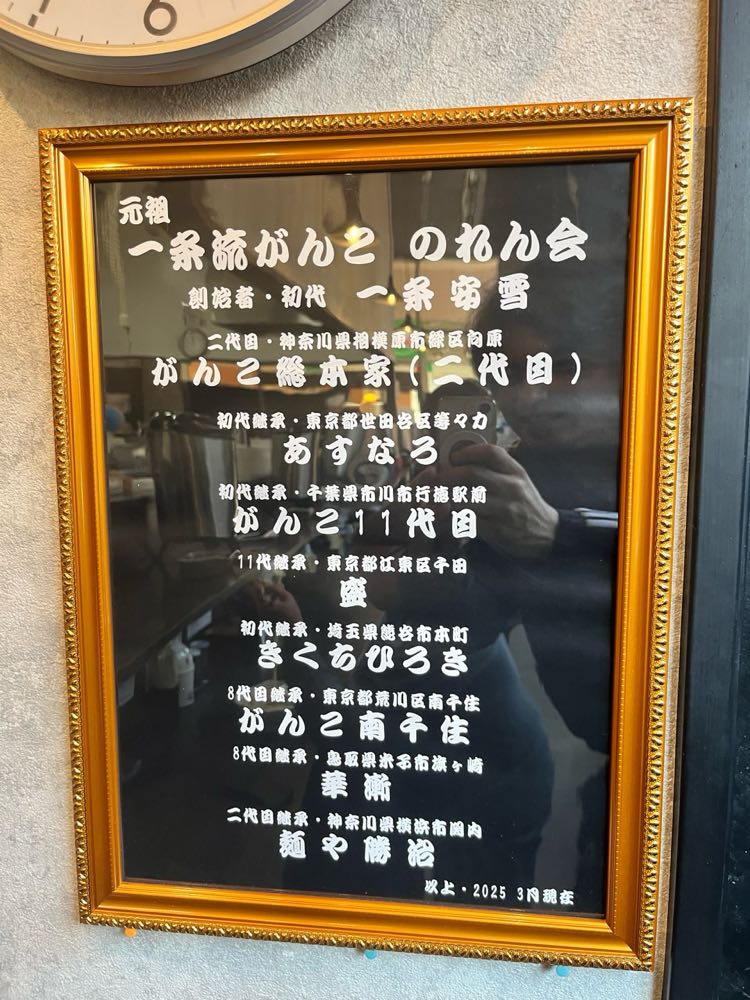 6
元祖
一条流がんこ のれん会
創始者・初代 一条安雪
二代目・神奈川県相模原市緑区向原
がんこ総本家(二代目)
初代継承・東京都世田谷区等々力
あすなろ
初代継承・千葉県市川市行徳駅前
がんこ11代目
11代継承・東京都江東区千田
盛
初代継承・埼玉県熊谷市本町
きくちひろき
8代目継承・東京都荒川区南千住
がんこ南千住
8代目継承・鳥取県米子市旗ヶ崎
華漸
二代目継承・神奈川県横浜市関内
麺や勝治
以上・2025 3月現在